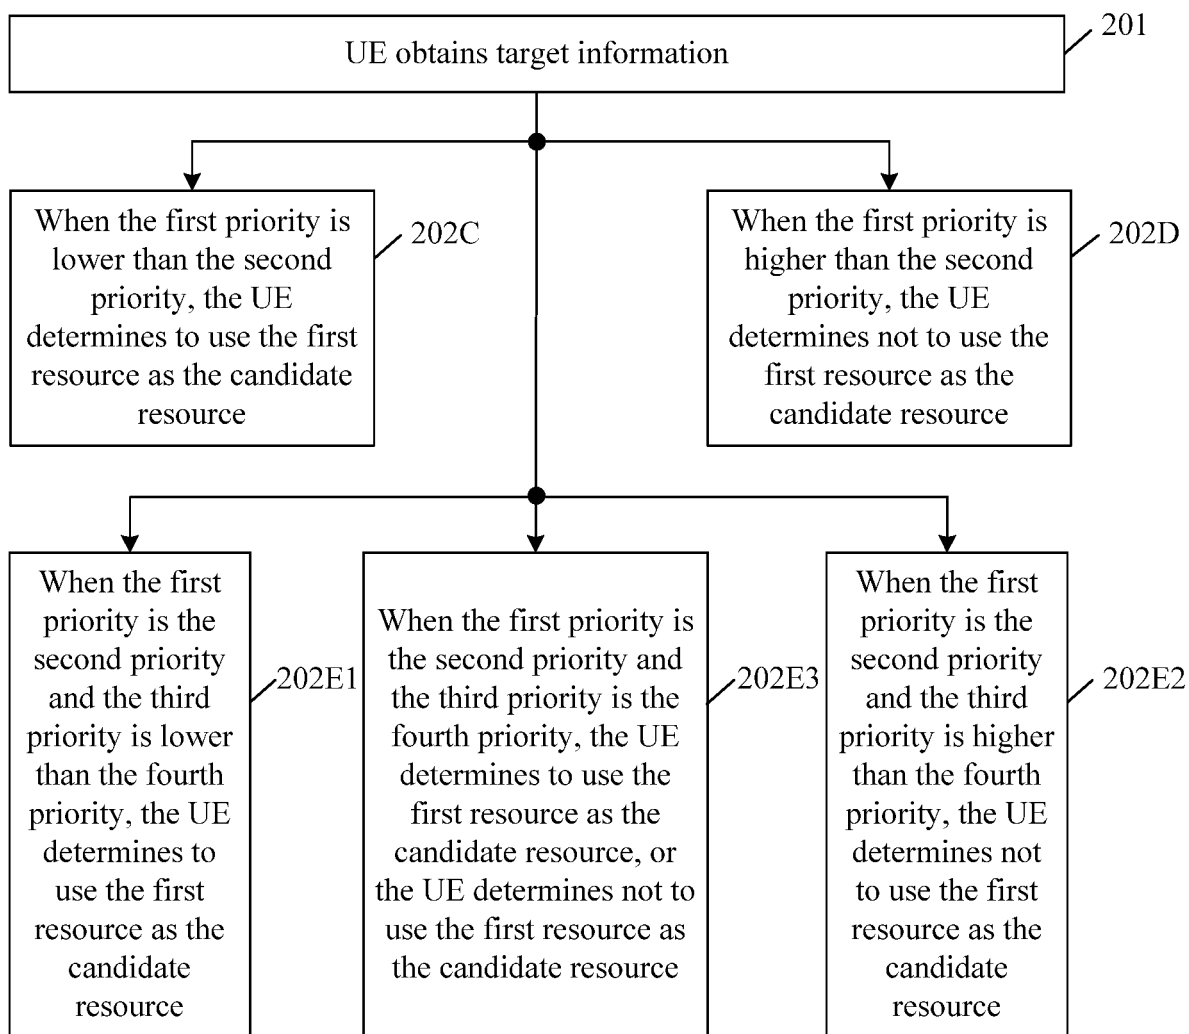 UE obtains target information
201
When the first priority is
lower than the second
priority, the UE
determines to use the first
resource as the candidate
resource
202C
When the first priority is
higher than the second
priority, the UE
determines not to use the
first resource as the
candidate resource
202D
When the first
priority is the
second priority
and the third
priority is lower
than the fourth
priority, the UE
determines to
use the first
resource as the
candidate
resource
202E1
When the first priority is
the second priority and
the third priority is the
fourth priority, the UE
determines to use the
first resource as the
candidate resource, or
the UE determines not to
use the first resource as
the candidate resource
202E3
When the first
priority is the
second priority
and the third
priority is higher
than the fourth
priority, the UE
determines not
to use the first
resource as the
candidate
resource
202E2